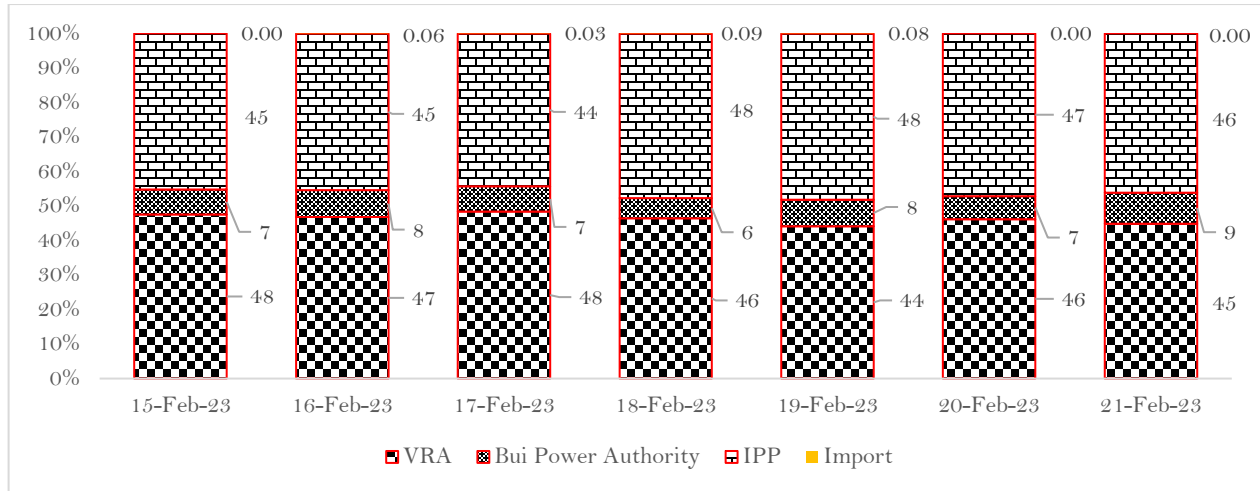 100% 0.00 0.06 0.03 0.09 0.08 0.00 0.00
90%
80%
70% 45 45 44 48 48 47 46
60%
50%
40% 7 8 7 6 8 7 9
30%
20% 48 47 48 46 44 46 45
10%
0%
15-Feb-23 16-Feb-23 17-Feb-23 18-Feb-23 19-Feb-23 20-Feb-23 21-Feb-23
VRA Bui Power Authority IPP Import